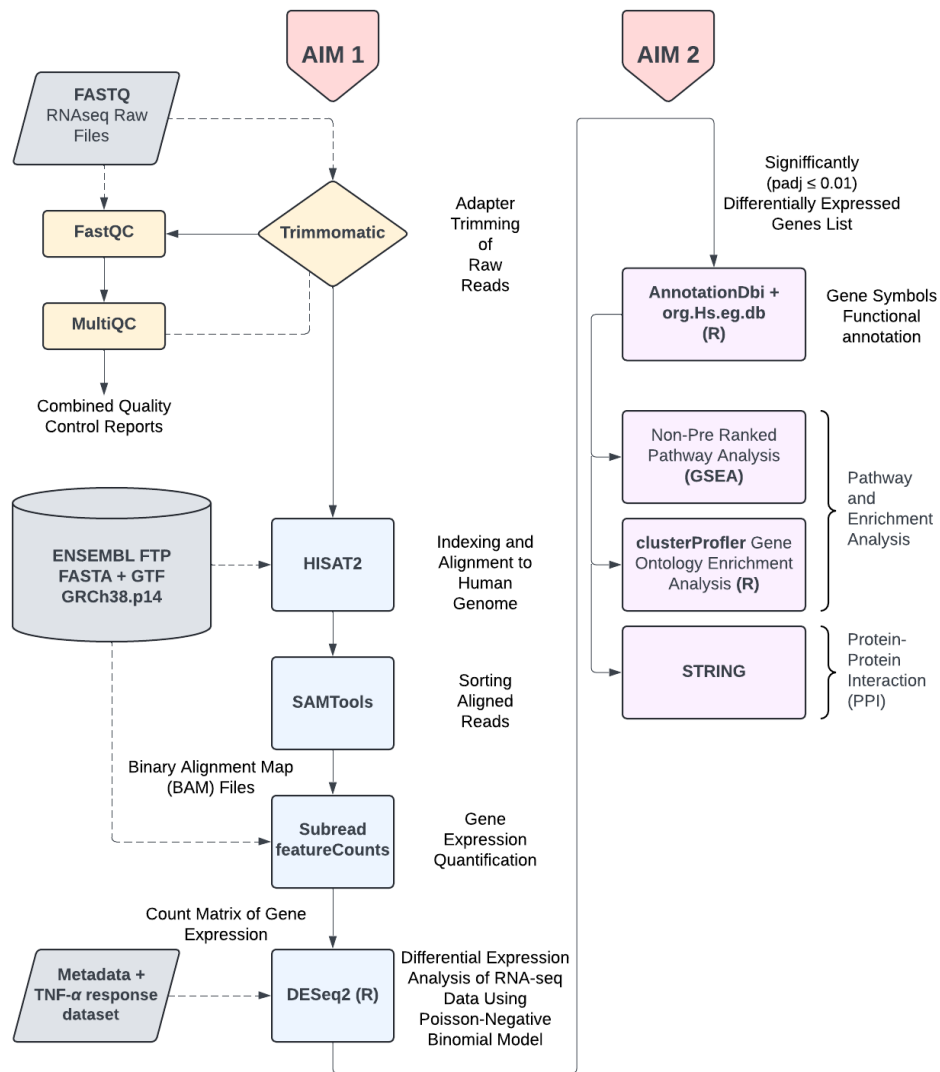 AIM 1
AIM 2
FASTQ
RNAseq Raw
Files
FastQC
Trimmomatic
Adapter
Trimming
of
Raw
Reads
MultiQC
Combined Quality
Control Reports
ENSEMBL FTP
FASTA + GTF
GRCh38.p14
HISAT2
Indexing and
Alignment to
Human
Genome
SAMTools
Sorting
Aligned
Reads
Binary Alignment Map
(BAM) Files
Subread
featureCounts
Gene
Expression
Quantification
Count Matrix of Gene
Expression
Metadata +
TNF-α response
dataset
DESeq2 (R)
Differential Expression
Analysis of RNA-seq
Data Using
Poisson-Negative
Binomial Model
Signifficantly
(padj ≤ 0.01)
Differentially Expressed
Genes List
AnnotationDbi +
org.Hs.eg.db
(R)
Gene Symbols
Functional
annotation
Non-Pre Ranked
Pathway Analysis
(GSEA)
clusterProfler Gene
Ontology Enrichment
Analysis (R)
Pathway
and
Enrichment
Analysis
STRING
Protein-
Protein
Interaction
(PPI)